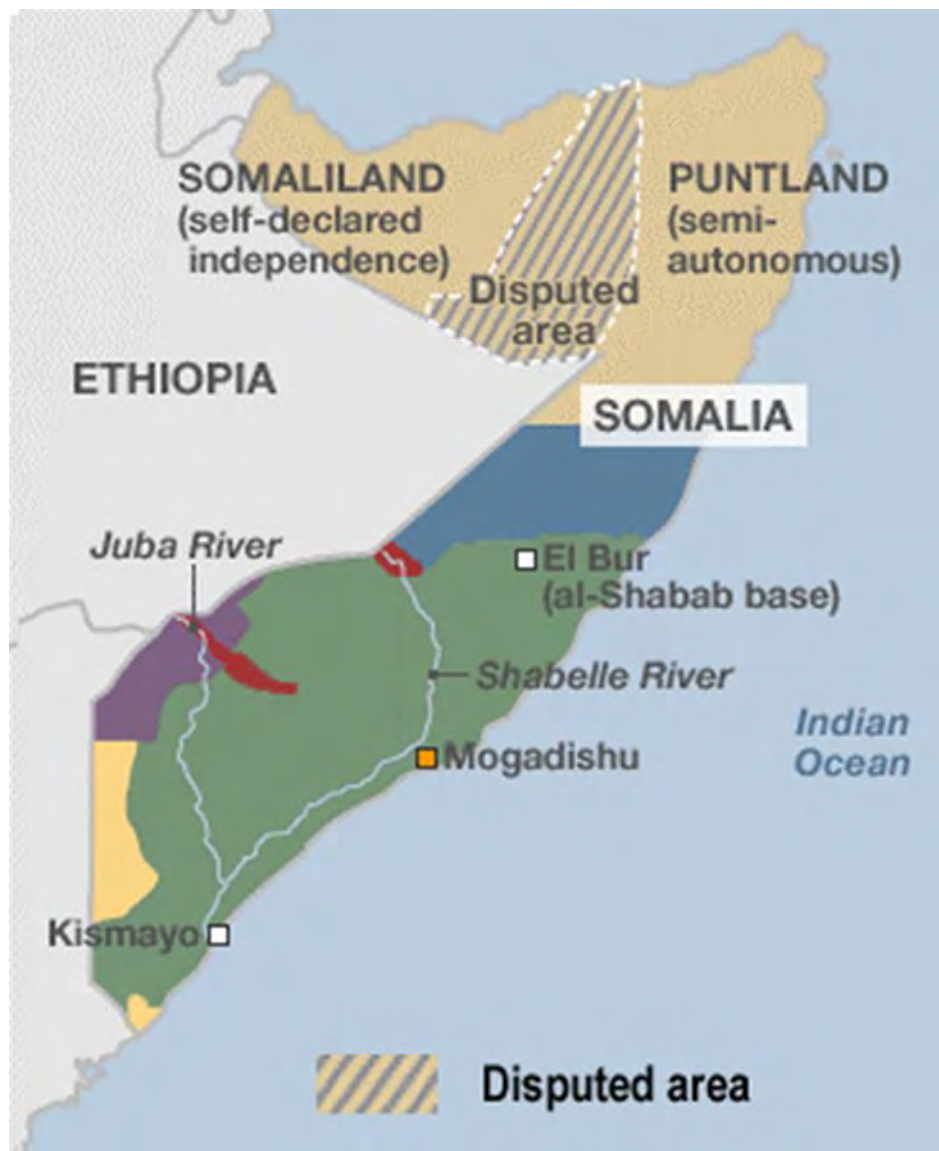 SOMALILAND
(self-declared
independence)
PUNTLAND
(semi-
autonomous)
Disputed
area
ETHIOPIA
SOMALIA
Juba River
El Bur
(al-Shabab base)
Shabelle River
Indian
Ocean
Mogadishu
Kismayo
Disputed area